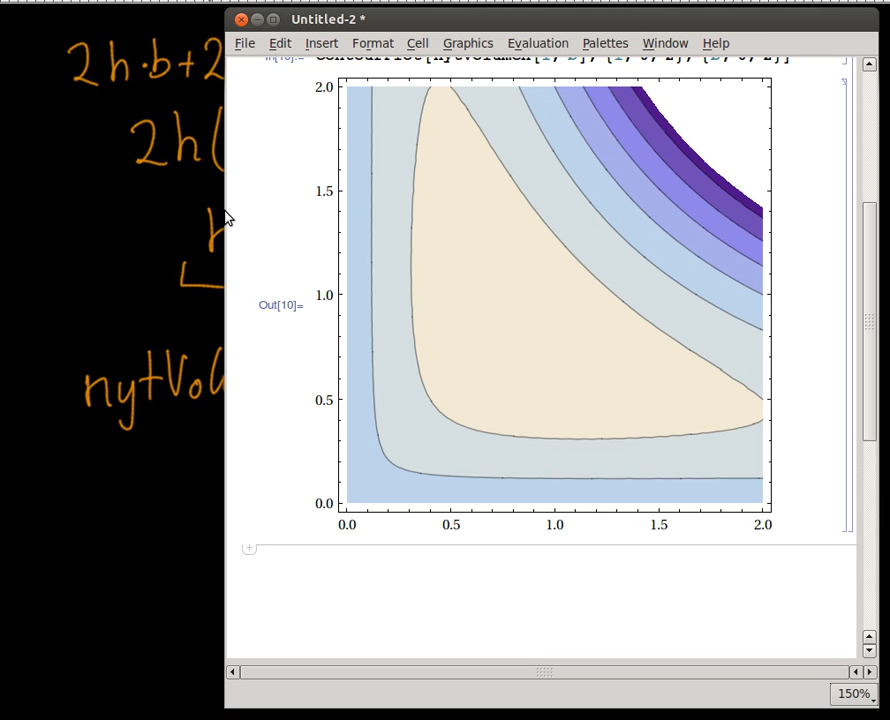 Untitled-2 *
File Edit Insert Format Cell Graphics Evaluation Palettes Window Help
2h·b+2
2h(
nytVol
Out[10]=
2.0
1.5
1.0
0.5
0.0
0.0 0.5 1.0 1.5 2.0
150%